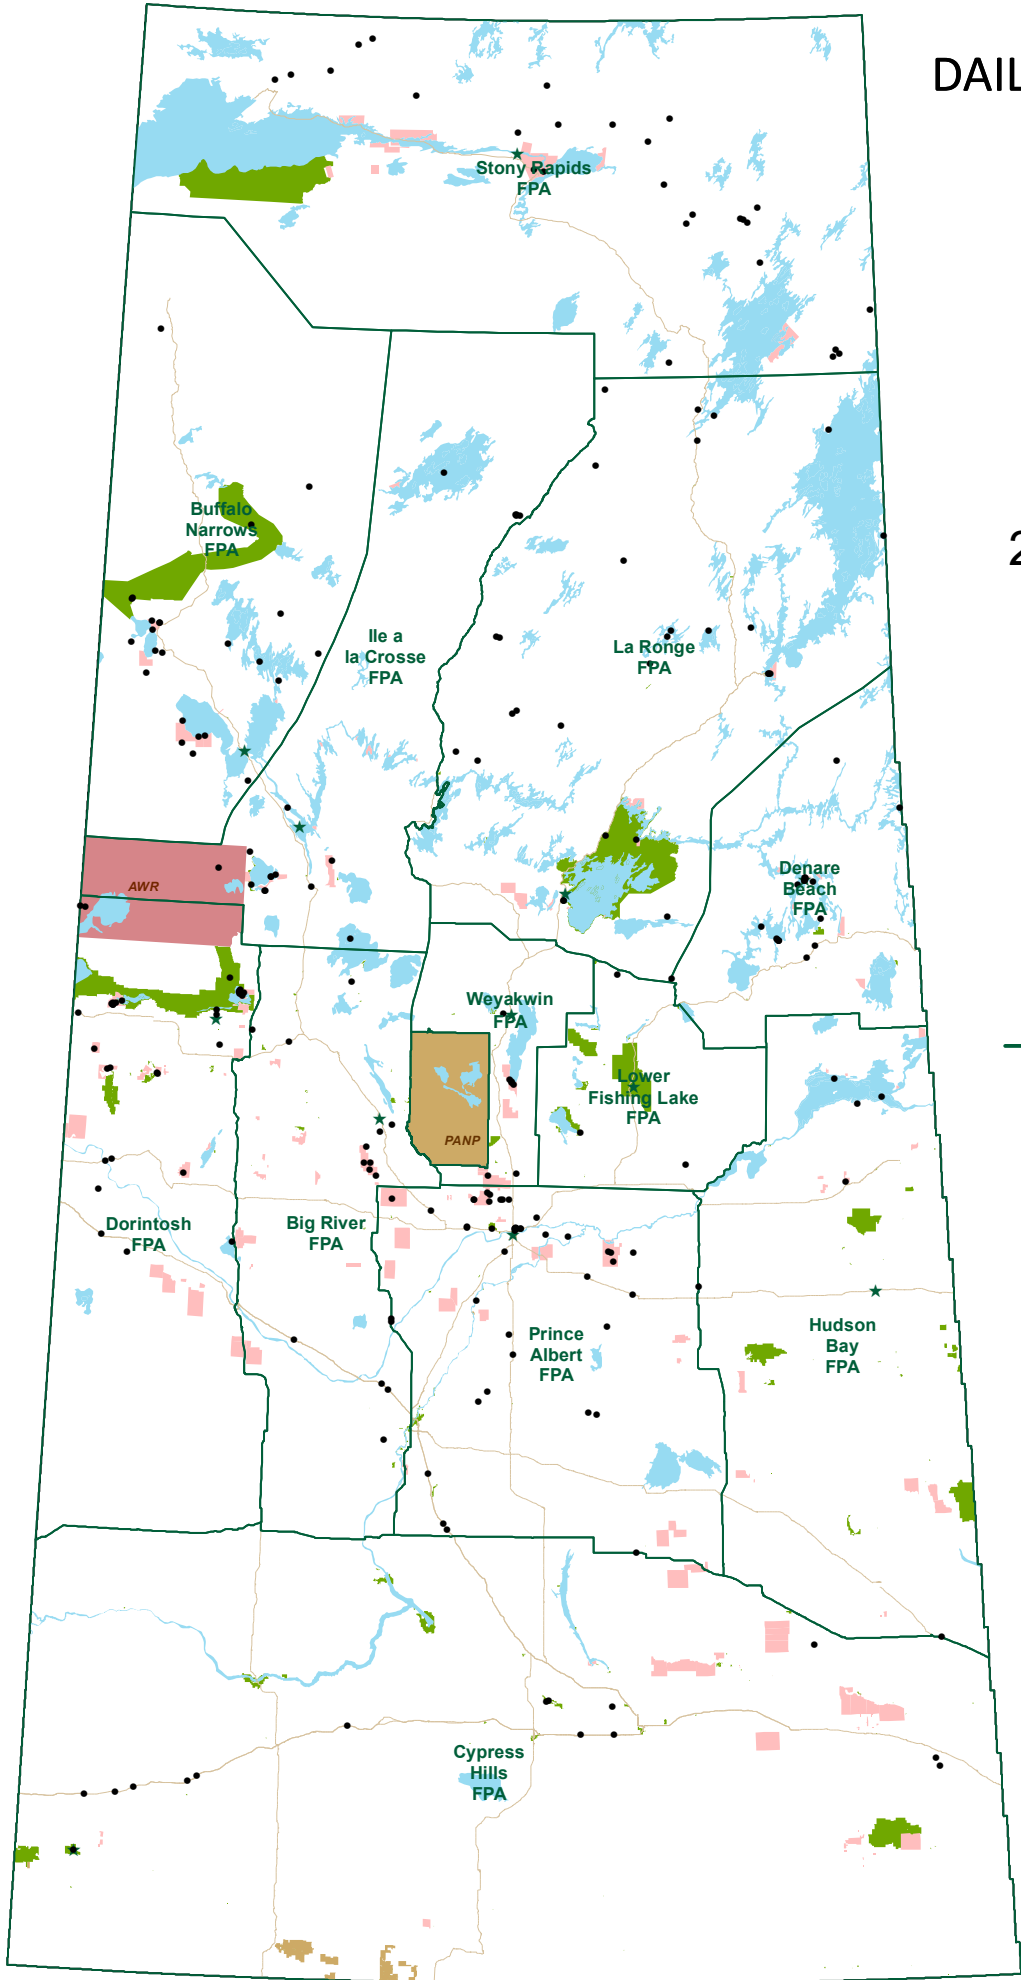 DAIL
Stony Rapids
FPA
Buffalo
Narrows
FPA
2
Ile a
la Crosse
FPA
La Ronge
FPA
AWR
Denare
Beach
FPA
Weyakwin
FPA
Lower
Fishing Lake
FPA
PANP
Dorintosh
FPA
Big River
FPA
Prince
Albert
FPA
Hudson
Bay
FPA
Cypress
Hills
FPA